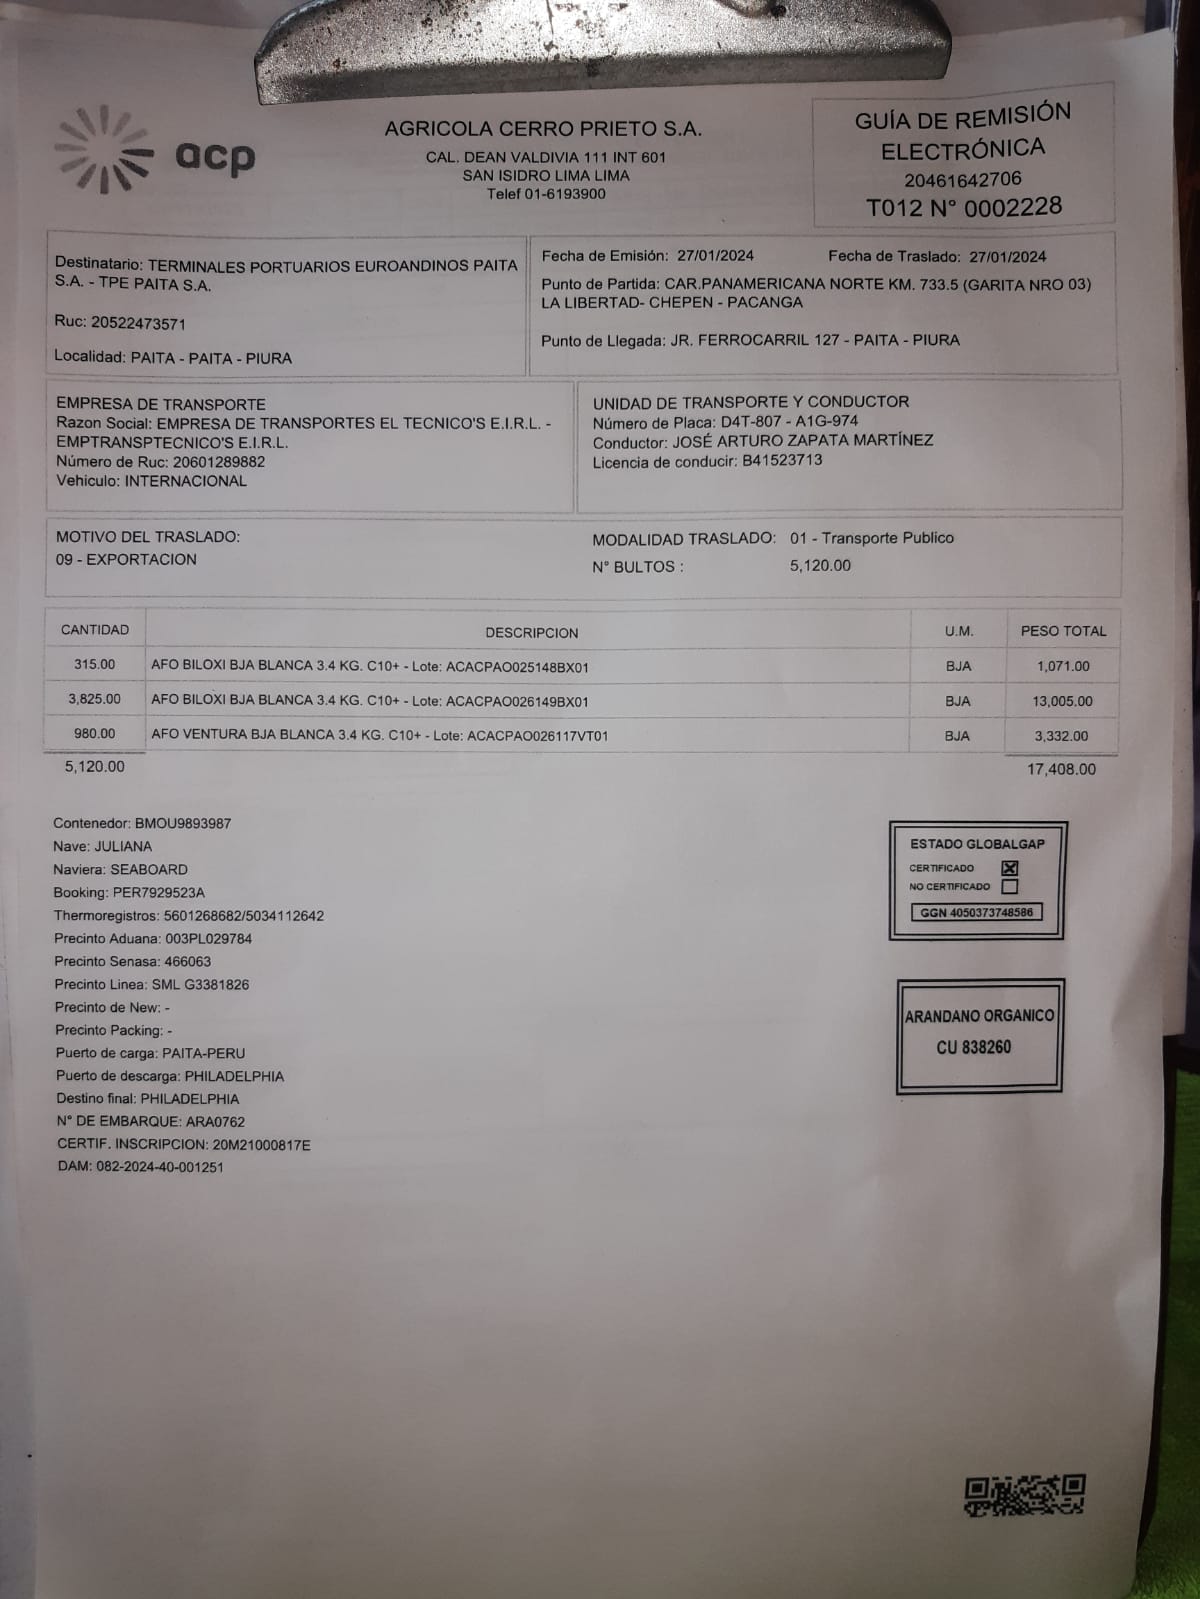 acp
AGRICOLA CERRO PRIETO S.A.
CAL. DEAN VALDIVIA 111 INT 601
SAN ISIDRO LIMA LIMA
Telef 01-6193900
GUÍA DE REMISIÓN
ELECTRÓNICA
20461642706
T012 N° 0002228
Destinatario: TERMINALES PORTUARIOS EUROANDINOS PAITA
S.A. - TPE PAITA S.A.
Ruc: 20522473571
Localidad: PAITA - PAITA - PIURA
Fecha de Emisión: 27/01/2024 Fecha de Traslado: 27/01/2024
Punto de Partida: CAR.PANAMERICANA NORTE KM. 733.5 (GARITA NRO 03)
LA LIBERTAD- CHEPEN - PACANGA
Punto de Llegada: JR. FERROCARRIL 127 - PAITA - PIURA
EMPRESA DE TRANSPORTE
Razon Social: EMPRESA DE TRANSPORTES EL TECNICO'S E.I.R.L. -
EMPTRANSPTECNICO'S E.I.R.L.
Número de Ruc: 20601289882
Vehiculo: INTERNACIONAL
UNIDAD DE TRANSPORTE Y CONDUCTOR
Número de Placa: D4T-807 - A1G-974
Conductor: JOSÉ ARTURO ZAPATA MARTÍNEZ
Licencia de conducir: B41523713
MOTIVO DEL TRASLADO:
09 - EXPORTACION
MODALIDAD TRASLADO: 01 - Transporte Publico
N° BULTOS : 5,120.00
CANTIDAD DESCRIPCION U.M. PESO TOTAL
315.00 AFO BILOXI BJA BLANCA 3.4 KG. C10+ - Lote: ACACPAO025148BX01 BJA 1,071.00
3,825.00 AFO BILOXI BJA BLANCA 3.4 KG. C10+ - Lote: ACACPAO026149BX01 BJA 13,005.00
980.00 AFO VENTURA BJA BLANCA 3.4 KG. C10+ - Lote: ACACPAO026117VT01 BJA 3,332.00
5,120.00 17,408.00
Contenedor: BMOU9893987
Nave: JULIANA
Naviera: SEABOARD
Booking: PER7929523A
Thermoregistros: 5601268682/5034112642
Precinto Aduana: 003PL029784
Precinto Senasa: 466063
Precinto Linea: SML G3381826
Precinto de New: -
Precinto Packing: -
Puerto de carga: PAITA-PERU
Puerto de descarga: PHILADELPHIA
Destino final: PHILADELPHIA
N° DE EMBARQUE: ARA0762
CERTIF. INSCRIPCION: 20M21000817E
DAM: 082-2024-40-001251
ESTADO GLOBALGAP
CERTIFICADO
NO CERTIFICADO
GGN 4050373748586
ARANDANO ORGANICO
CU 838260